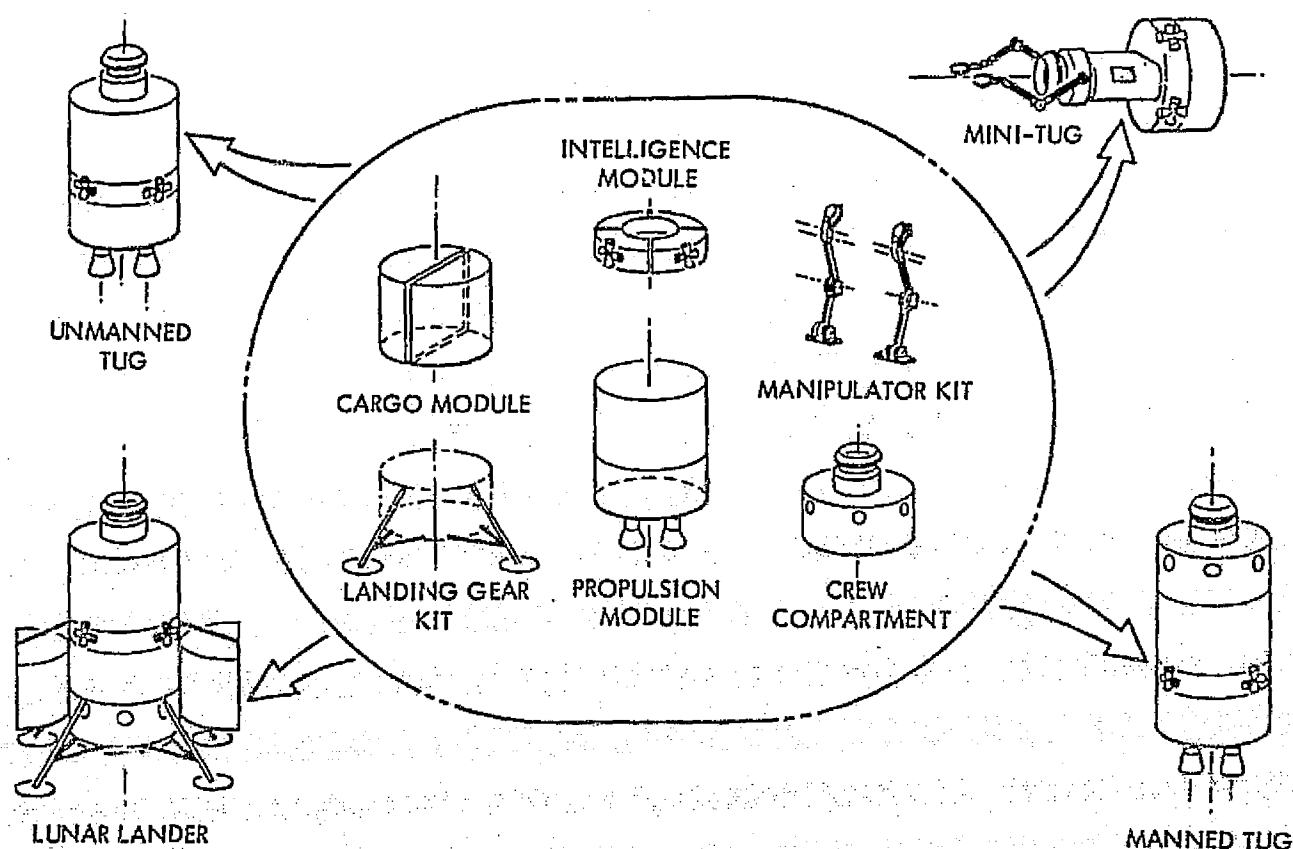 UNMANNED
TUG
MINI-TUG
INTELLIGENCE
MODULE
CARGO MODULE
MANIPULATOR KIT
LANDING GEAR
KIT
PROPULSION
MODULE
CREW
COMPARTMENT
LUNAR LANDER
MANNED TUG